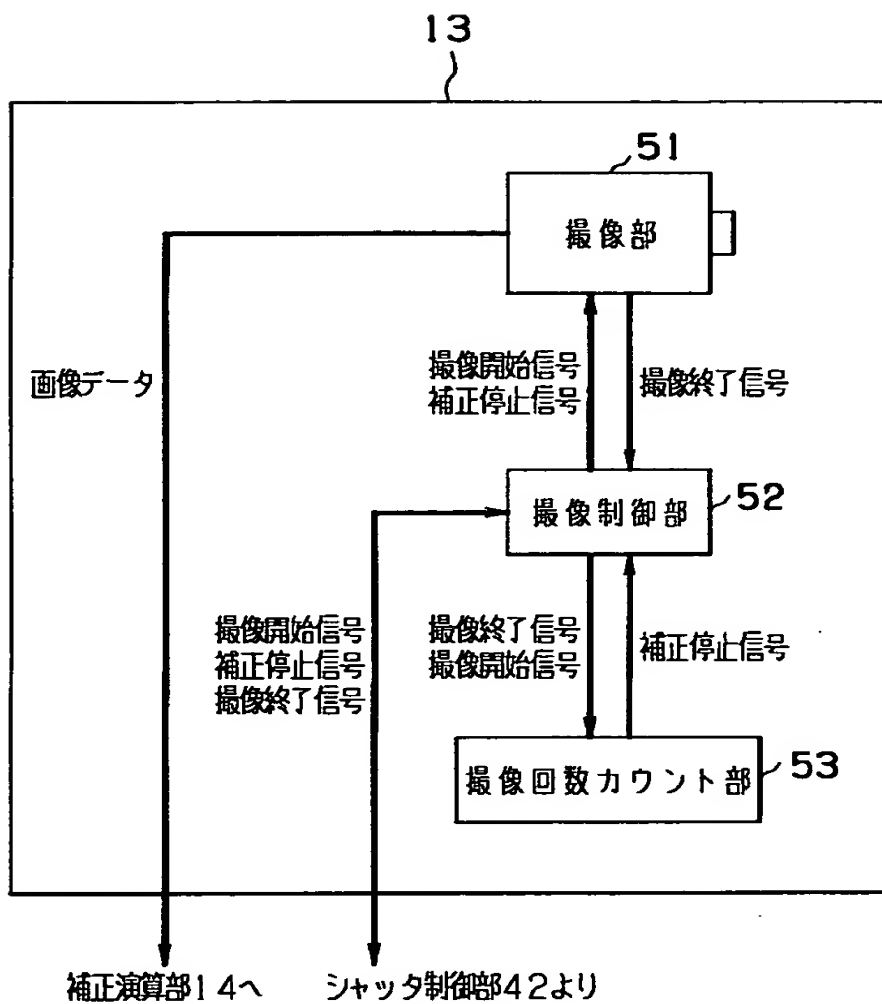 13
51
撮像部
画像データ
撮像開始信号
補正停止信号
撮像終了信号
撮像制御部
52
撮像開始信号
補正停止信号
撮像終了信号
撮像終了信号
撮像開始信号
補正停止信号
撮像回数カウント部
53
補正演算部14へ
シャッタ制御部42より